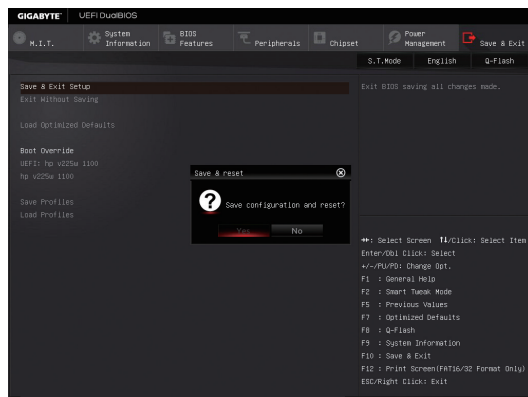 GIGABYTE™ UEFI DualBIOS
M.I.T.
System Information
BIOS Features
Peripherals
Chipset
Power Management
Save & Exit
S.T.Mode English Q-Flash
Save & Exit Setup
Exit Without Saving
Load Optimized Defaults
Boot Override
UEFI: hp v225w 1100
hp v225w 1100
Save Profiles
Load Profiles
Exit BIOS saving all changes made.
Save & reset
Save configuration and reset?
Yes No
→←: Select Screen ↑↓/Click: Select Item
Enter/Dbl Click: Select
+/-/PU/PD: Change Opt.
F1 : General Help
F2 : Smart Tweak Mode
F5 : Previous Values
F7 : Optimized Defaults
F8 : Q-Flash
F9 : System Information
F10 : Save & Exit
F12 : Print Screen(FAT16/32 Format Only)
ESC/Right Click: Exit